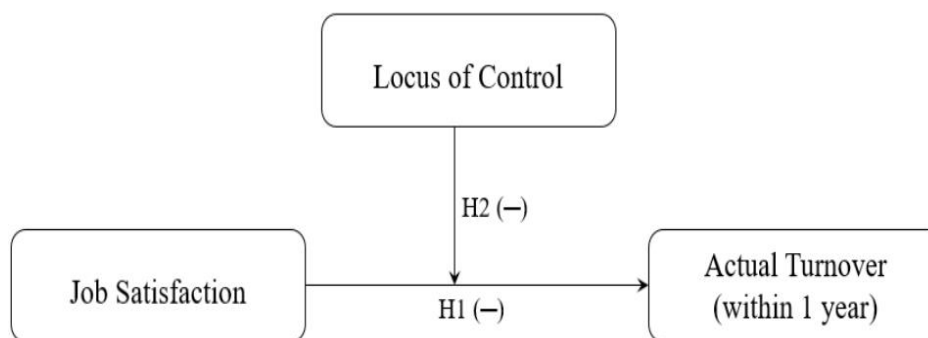 Locus of Control
H2 (−)
Job Satisfaction
H1 (−)
Actual Turnover
(within 1 year)